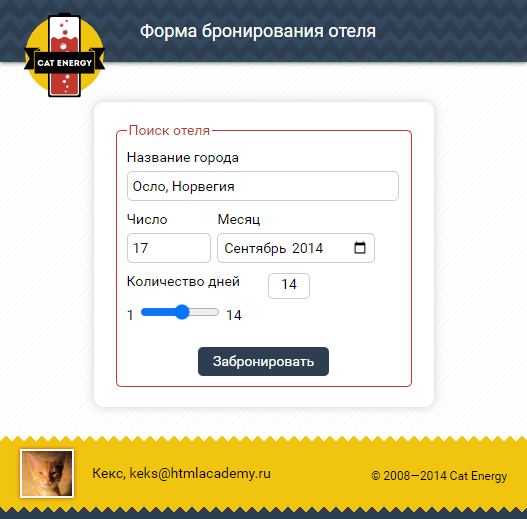 Форма бронирования отеля
CAT ENERGY
Поиск отеля
Название города
Осло, Норвегия
Число Месяц
17 Сентябрь 2014
Количество дней 14
1 14
Забронировать
Кекс, keks@htmlacademy.ru
© 2008—2014 Cat Energy